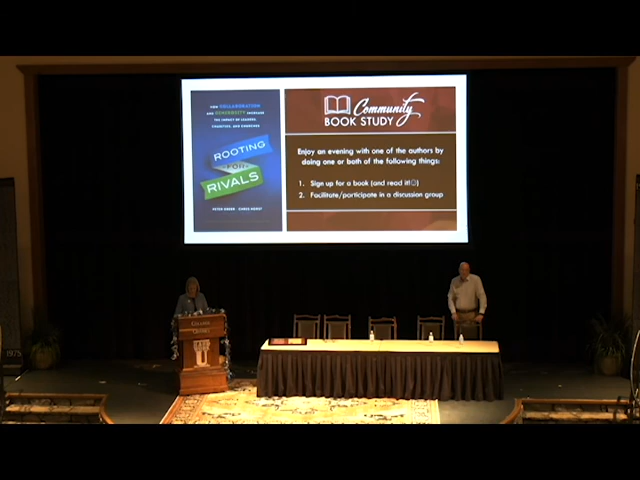 HOW COLLABORATION
AND GENEROSITY INCREASE
THE IMPACT OF LEADERS,
CHARITIES, AND CHURCHES
ROOTING
FOR
RIVALS
PETER GREER CHRIS HORST
Community
BOOK STUDY
Enjoy an evening with one of the authors by
doing one or both of the following things:
1. Sign up for a book (and read it!☺)
2. Facilitate/participate in a discussion group
1975